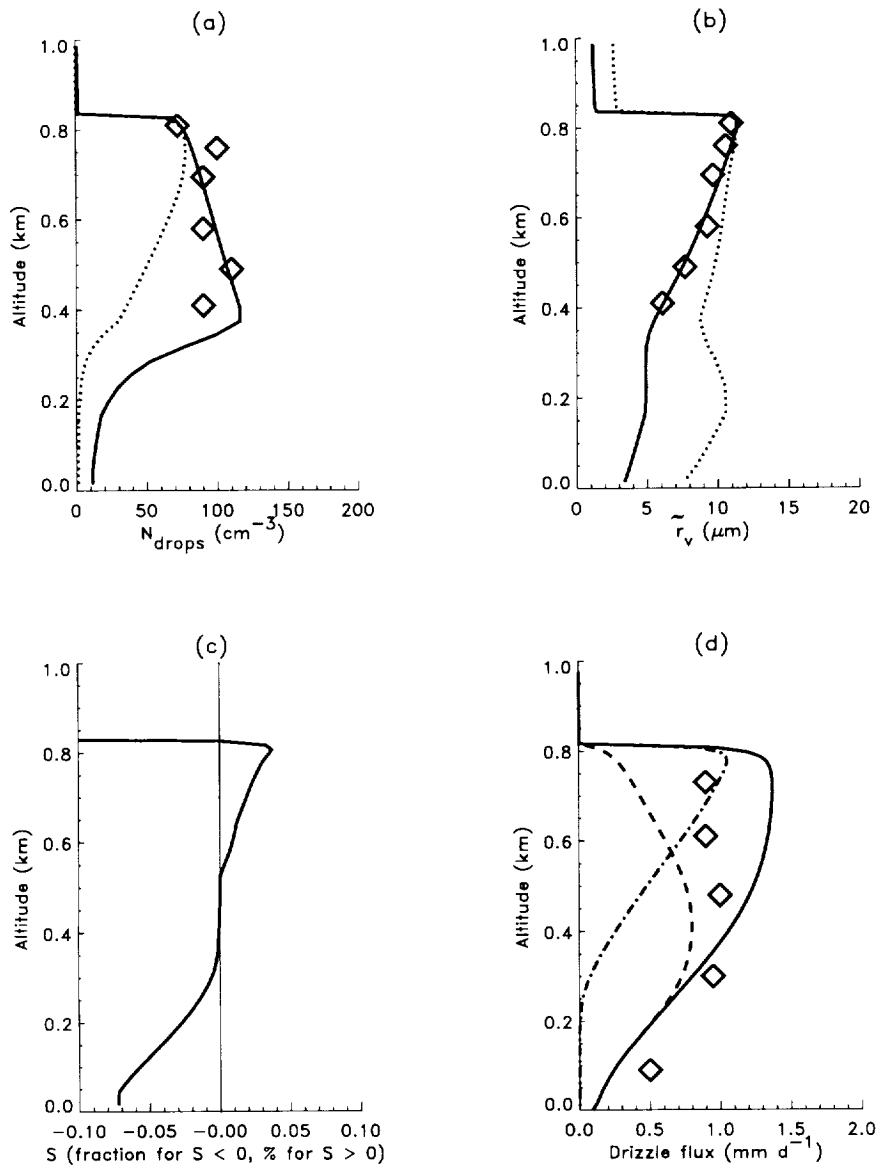 (a)
1.0
0.8
0.6
0.4
0.2
0.0
Altitude (km)
0 50 100 150 200
N_drops (cm⁻³)
(b)
1.0
0.8
0.6
0.4
0.2
0.0
Altitude (km)
0 5 10 15 20
r̃_v (μm)
(c)
1.0
0.8
0.6
0.4
0.2
0.0
Altitude (km)
−0.10 −0.05 −0.00 0.05 0.10
S (fraction for S < 0, % for S > 0)
(d)
1.0
0.8
0.6
0.4
0.2
0.0
Altitude (km)
0.0 0.5 1.0 1.5 2.0
Drizzle flux (mm d⁻¹)